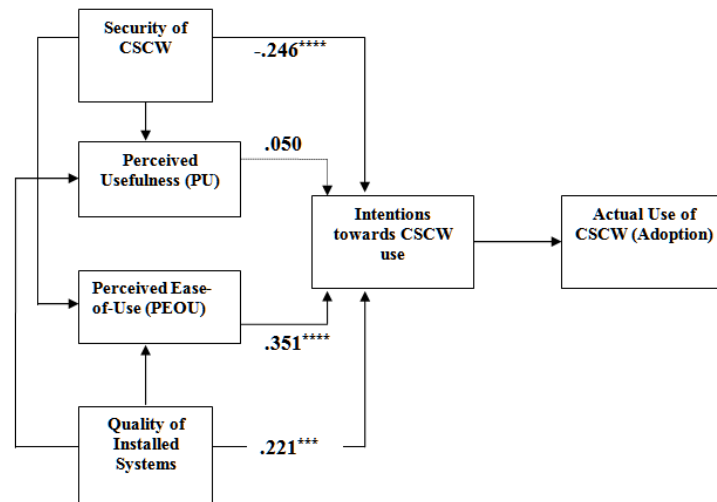 Security of
CSCW
-.246****
Perceived
Usefulness (PU)
.050
Intentions
towards CSCW
use
Actual Use of
CSCW (Adoption)
Perceived Ease-
of-Use (PEOU)
.351****
Quality of
Installed
Systems
.221***